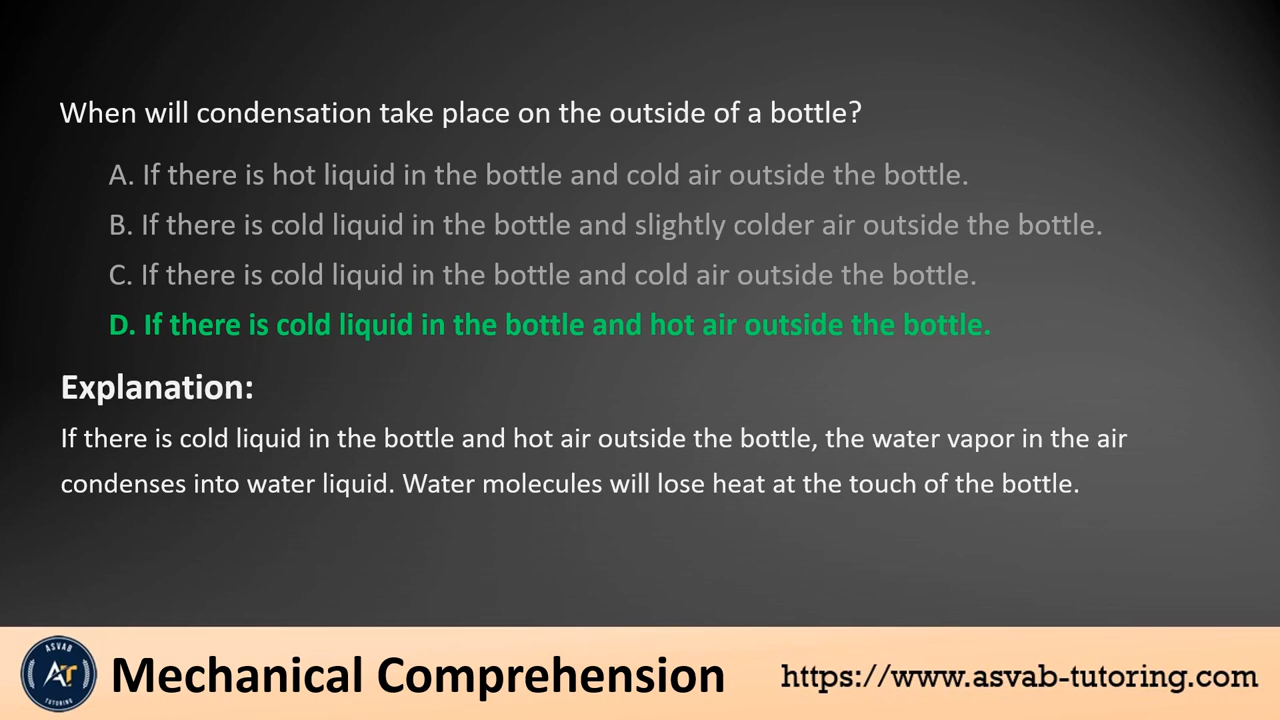 When will condensation take place on the outside of a bottle?
A. If there is hot liquid in the bottle and cold air outside the bottle.
B. If there is cold liquid in the bottle and slightly colder air outside the bottle.
C. If there is cold liquid in the bottle and cold air outside the bottle.
D. If there is cold liquid in the bottle and hot air outside the bottle.
Explanation:
If there is cold liquid in the bottle and hot air outside the bottle, the water vapor in the air
condenses into water liquid. Water molecules will lose heat at the touch of the bottle.
ASVAB
AT
TUTORING
Mechanical Comprehension
https://www.asvab-tutoring.com